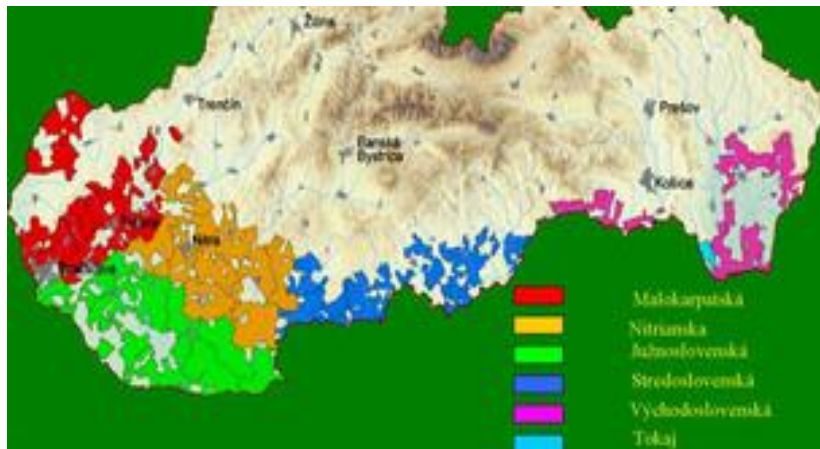 Žilina
Trenčín
Prešov
Banská
Bystrica
Košice
Nitra
Malokarpatská
Nitrianska
Južnoslovenská
Stredoslovenská
Východoslovenská
Tokaj